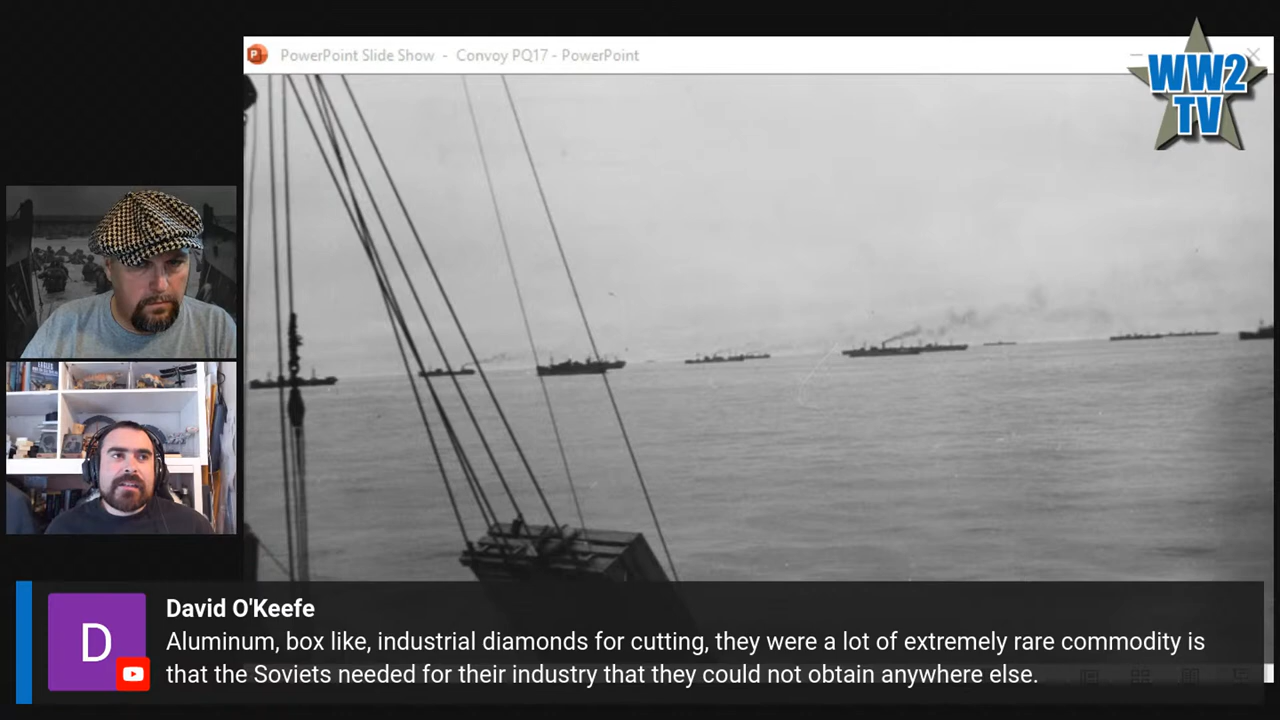 PowerPoint Slide Show - Convoy PQ17 - PowerPoint
WW2
TV
D
David O'Keefe
Aluminum, box like, industrial diamonds for cutting, they were a lot of extremely rare commodity is
that the Soviets needed for their industry that they could not obtain anywhere else.